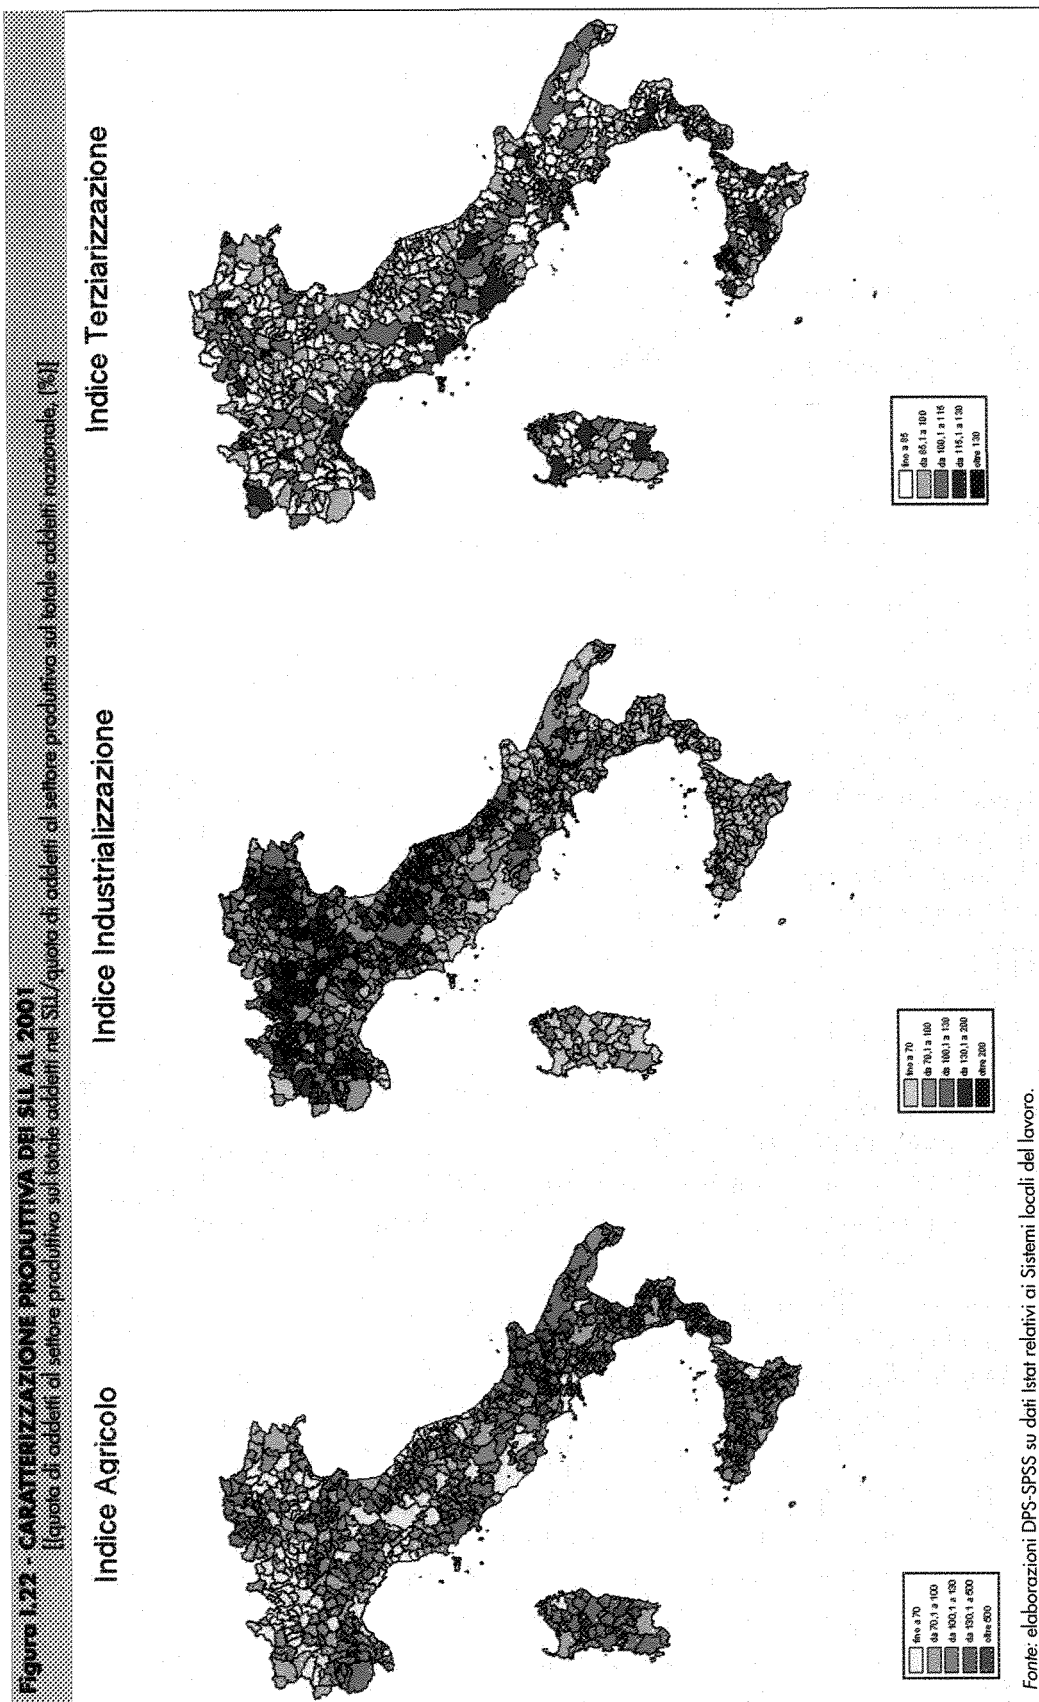 Figura I.22 - CARATTERIZZAZIONE PRODUTTIVA DEI SLL AL 2001
[(quota di addetti al settore produttivo sul totale addetti nel SLL/quota di addetti al settore produttivo sul totale addetti nazionale, [%)]
Indice Agricolo
fino a 70
da 70,1 a 100
da 100,1 a 130
da 130,1 a 600
oltre 600
Indice Industrializzazione
fino a 70
da 70,1 a 100
da 100,1 a 130
da 130,1 a 200
oltre 200
Indice Terziarizzazione
fino a 85
da 85,1 a 100
da 100,1 a 115
da 115,1 a 130
oltre 130
Fonte: elaborazioni DPS-SPSS su dati Istat relativi ai Sistemi locali del lavoro.